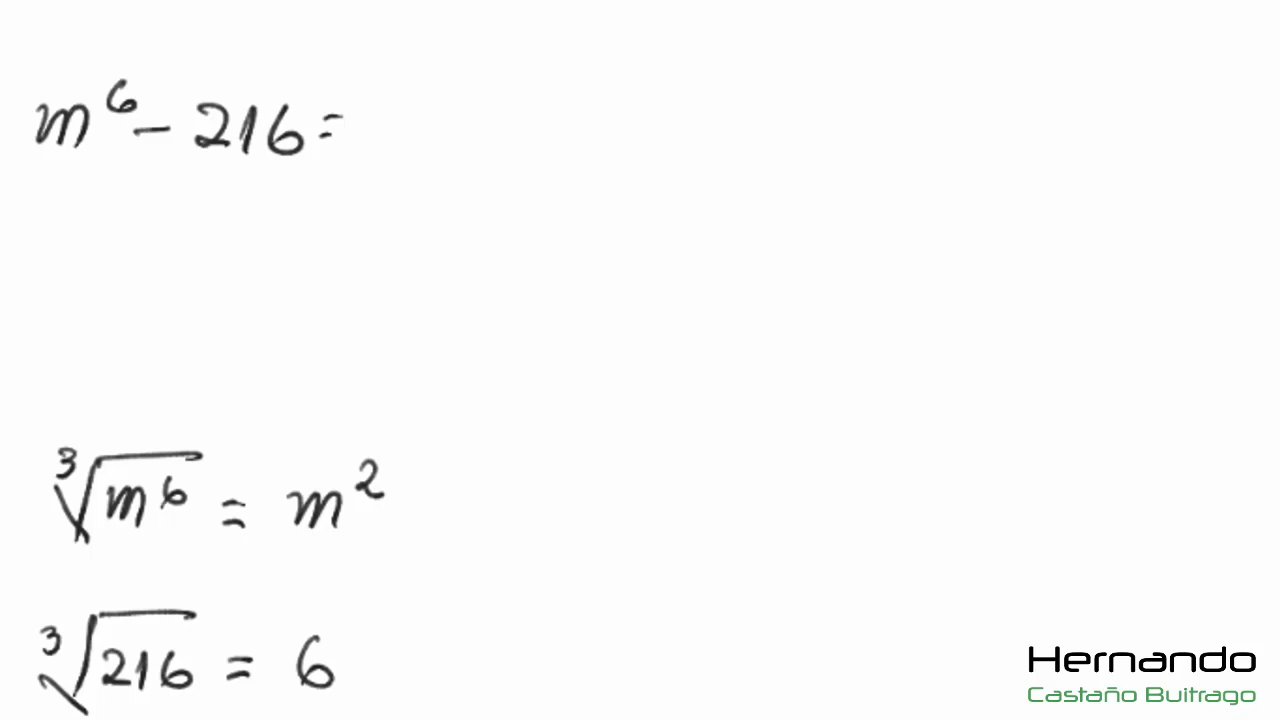 m⁶ - 216 =
∛m⁶ = m²
∛216 = 6
Hernando
Castaño Buitrago